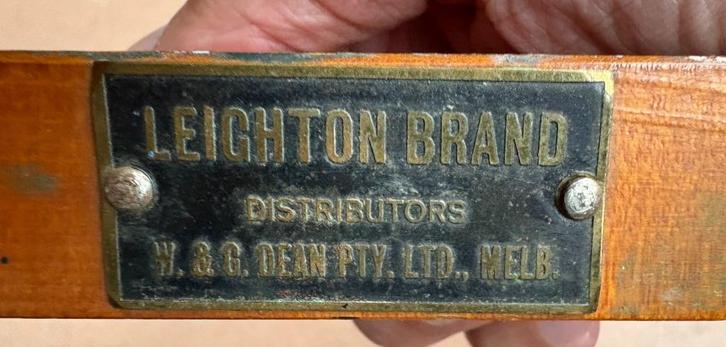 LEIGHTON BRAND
DISTRIBUTORS
W. & G. DEAN PTY. LTD., MELB.